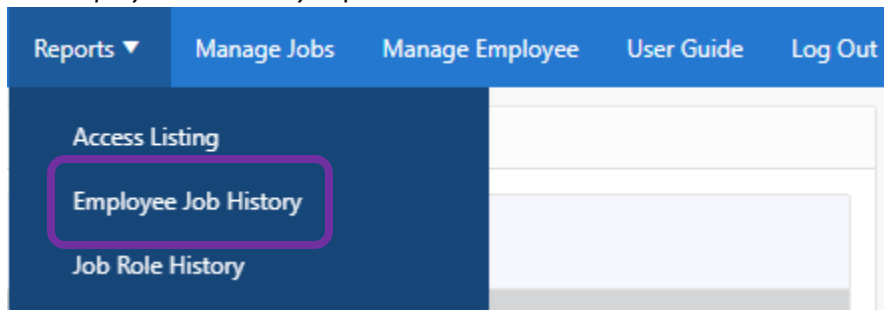 Reports ▼ Manage Jobs Manage Employee User Guide Log Out
Access Listing
Employee Job History
Job Role History